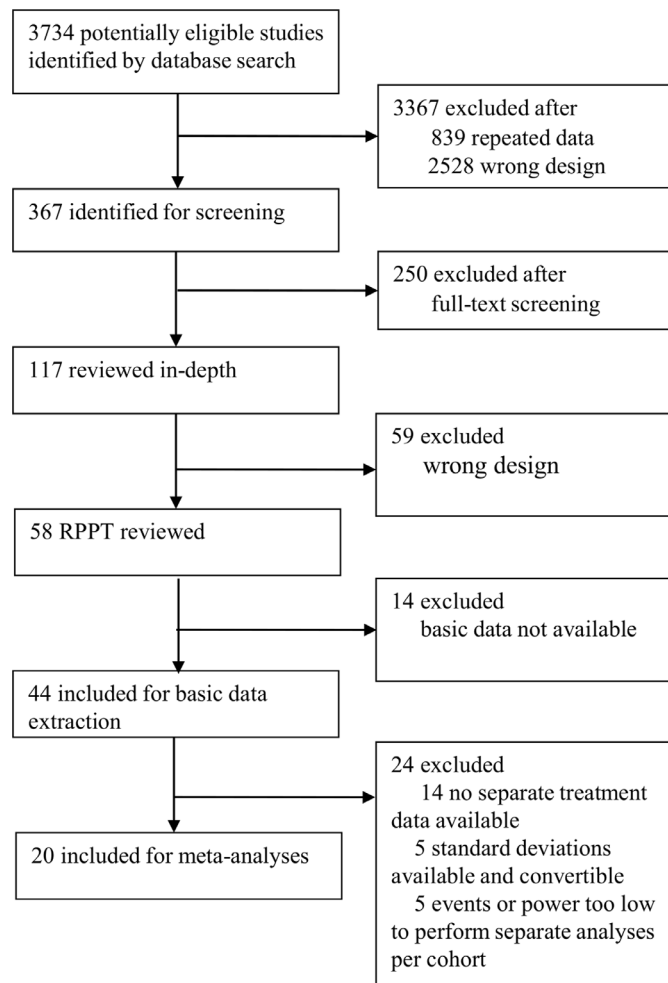 3734 potentially eligible studies
identified by database search
3367 excluded after
839 repeated data
2528 wrong design
367 identified for screening
250 excluded after
full-text screening
117 reviewed in-depth
59 excluded
wrong design
58 RPPT reviewed
14 excluded
basic data not available
44 included for basic data
extraction
24 excluded
14 no separate treatment
data available
5 standard deviations
available and convertible
5 events or power too low
to perform separate analyses
per cohort
20 included for meta-analyses